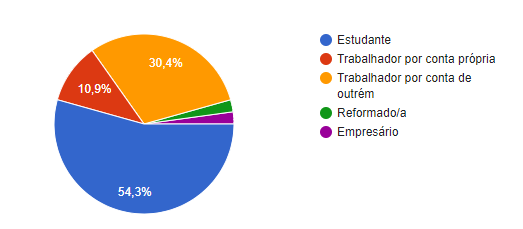 Estudante
Trabalhador por conta própria
Trabalhador por conta de
outrém
Reformado/a
Empresário
30,4%
10,9%
54,3%